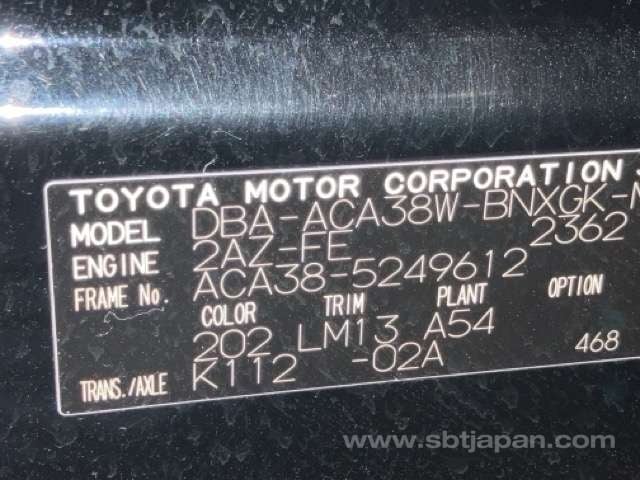 TOYOTA MOTOR CORPORATION
MODEL DBA-ACA38W-BNXGK-
ENGINE 2AZ-FE 2362
FRAME No. ACA38-5249612
COLOR TRIM PLANT OPTION
202 LM13 A54
TRANS./AXLE K112 -02A 468
www.sbtjapan.com